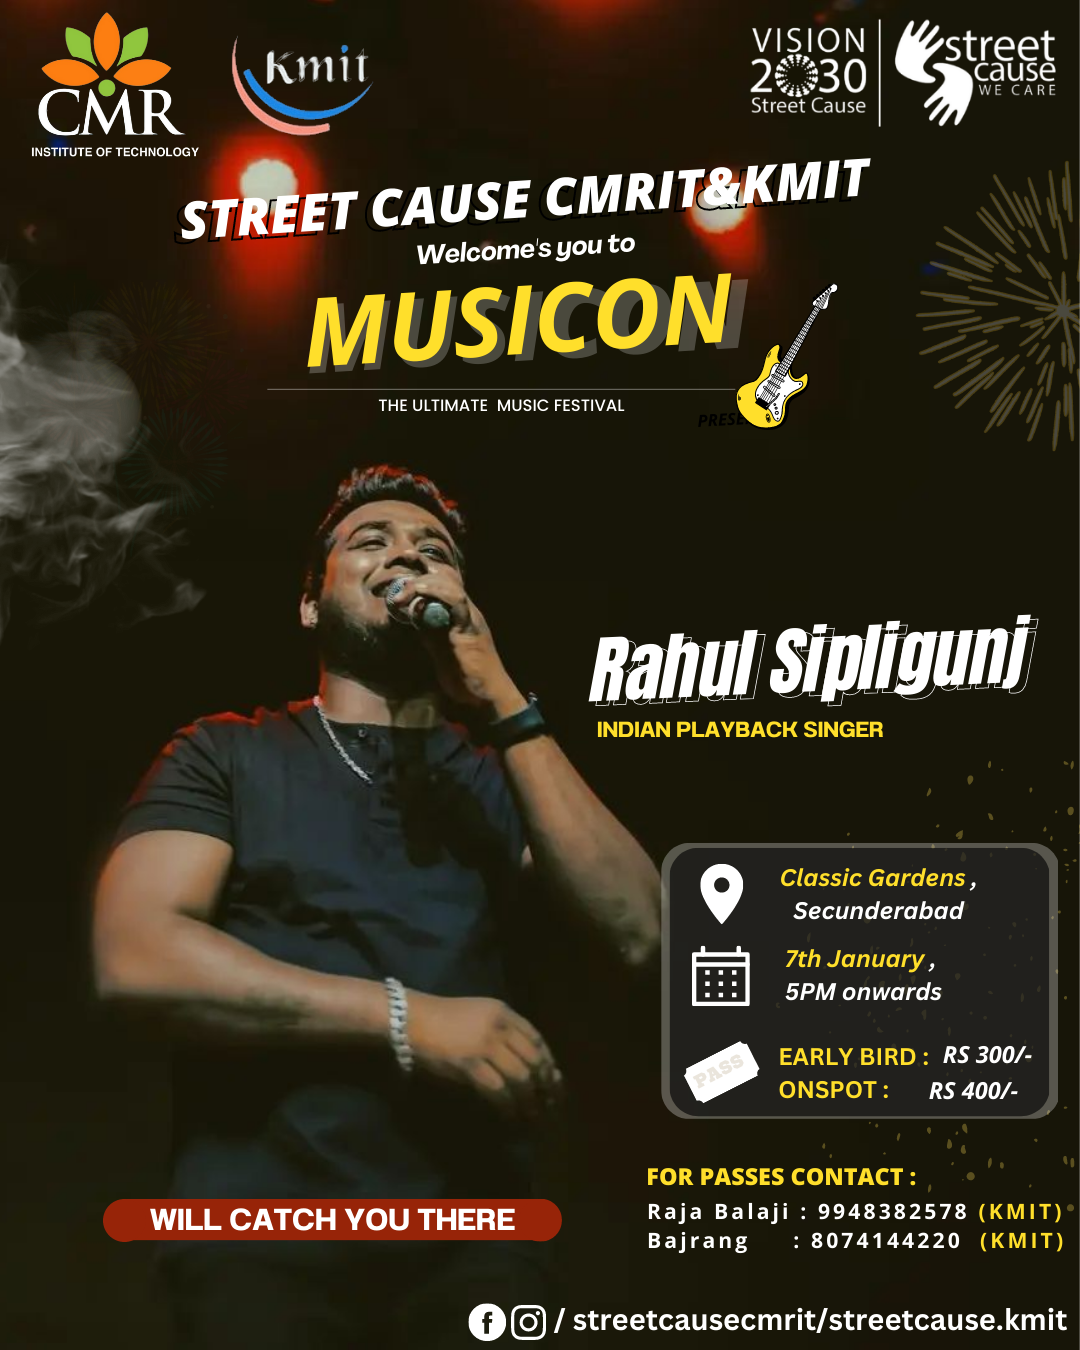 CMR
INSTITUTE OF TECHNOLOGY
Kmit
VISION
2030
Street Cause
street
cause
WE CARE
STREET CAUSE CMRIT&KMIT
Welcome's you to
MUSICON
THE ULTIMATE MUSIC FESTIVAL
Rahul Sipligunj
INDIAN PLAYBACK SINGER
Classic Gardens ,
Secunderabad
7th January ,
5PM onwards
PASS
EARLY BIRD : RS 300/-
ONSPOT : RS 400/-
FOR PASSES CONTACT :
Raja Balaji : 9948382578 (KMIT)
Bajrang : 8074144220 (KMIT)
WILL CATCH YOU THERE
/ streetcausecmrit/streetcause.kmit